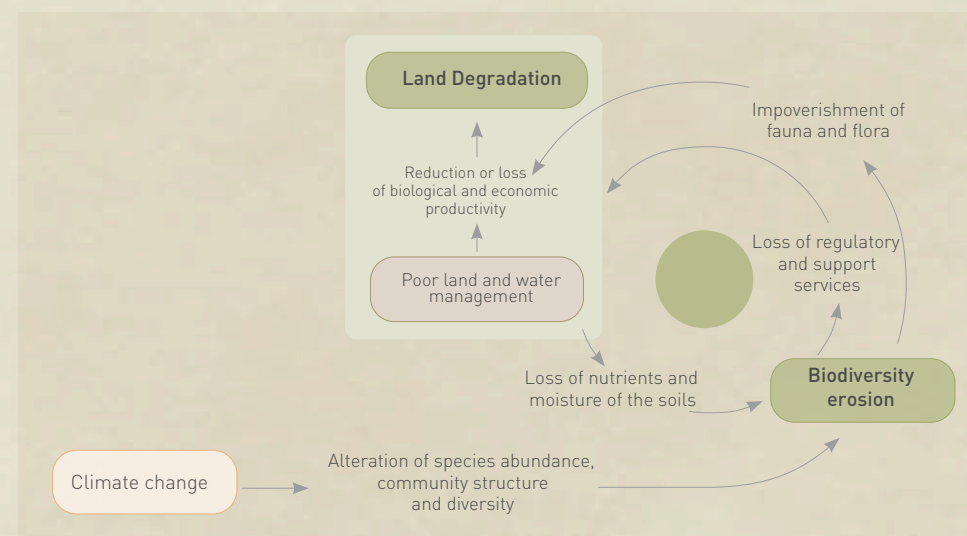 Land Degradation
Impoverishment of
fauna and flora
Reduction or loss
of biological and economic
productivity
Loss of regulatory
and support
services
Poor land and water
management
Loss of nutrients and
moisture of the soils
Biodiversity
erosion
Alteration of species abundance,
community structure
and diversity
Climate change